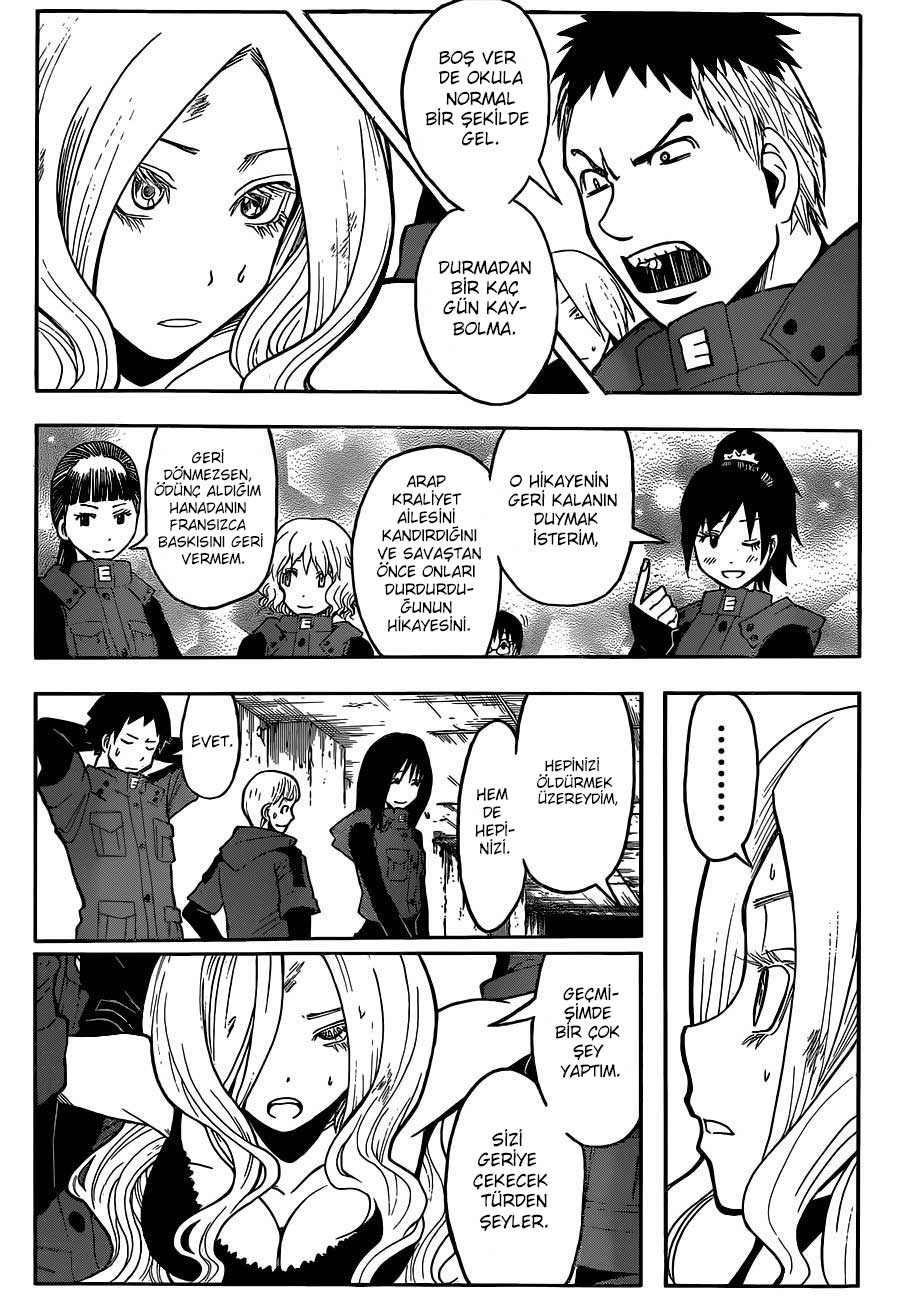 BOŞ VER
DE OKULA
NORMAL
BİR ŞEKİLDE
GEL.
DURMADAN
BİR KAÇ
GÜN KAY-
BOLMA.
E
O HİKAYENİN
GERİ KALANIN
DUYMAK
İSTERİM,
ARAP
KRALİYET
AİLESİNİ
KANDIRDIĞINI
VE SAVAŞTAN
ÖNCE ONLARI
DURDURDU-
ĞUNUN
HİKAYESİNİ.
GERİ
DÖNMEZSEN,
ÖDÜNÇ ALDIĞIM
HANADANIN
FRANSIZCA
BASKISINI GERİ
VERMEM.
E
E
E
.........
HEPİNİZİ
ÖLDÜRMEK
ÜZEREYDİM,
HEM
DE
HEPİ-
NİZİ.
EVET.
GEÇMİ-
ŞİMDE
BİR ÇOK
ŞEY
YAPTIM.
SİZİ
GERİYE
ÇEKECEK
TÜRDEN
ŞEYLER.